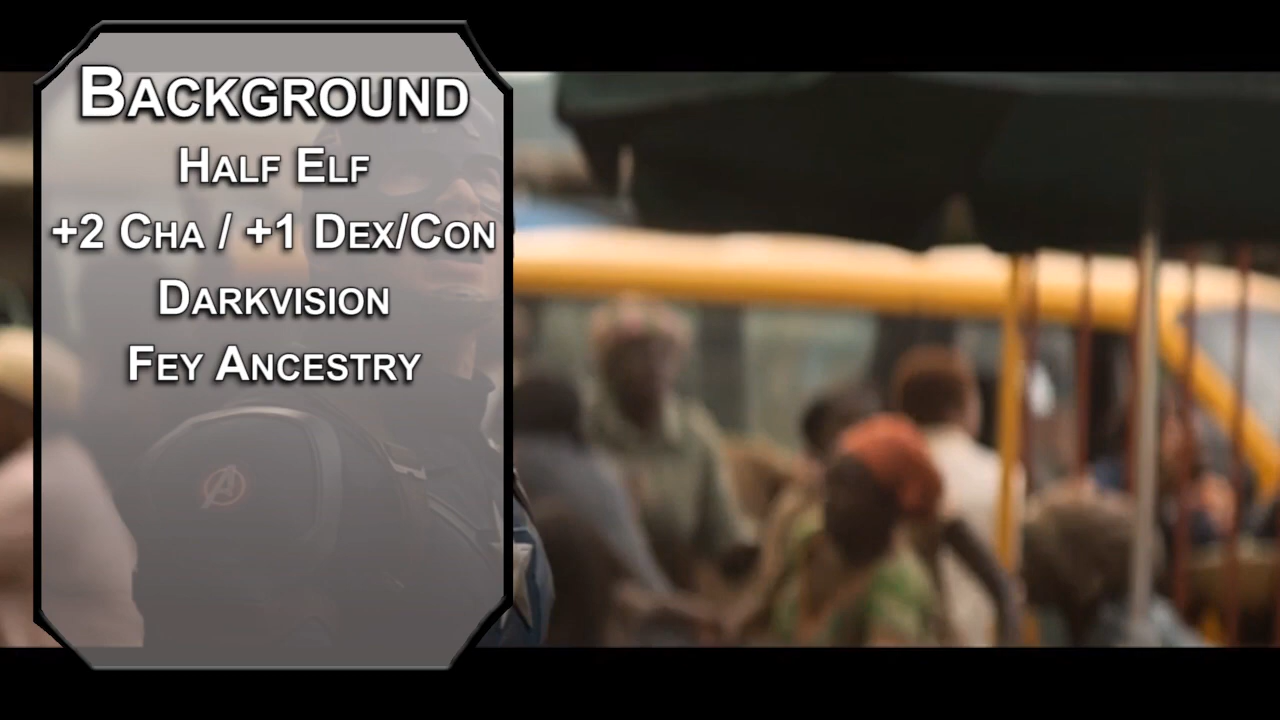 Background
Half Elf
+2 Cha / +1 Dex/Con
Darkvision
Fey Ancestry